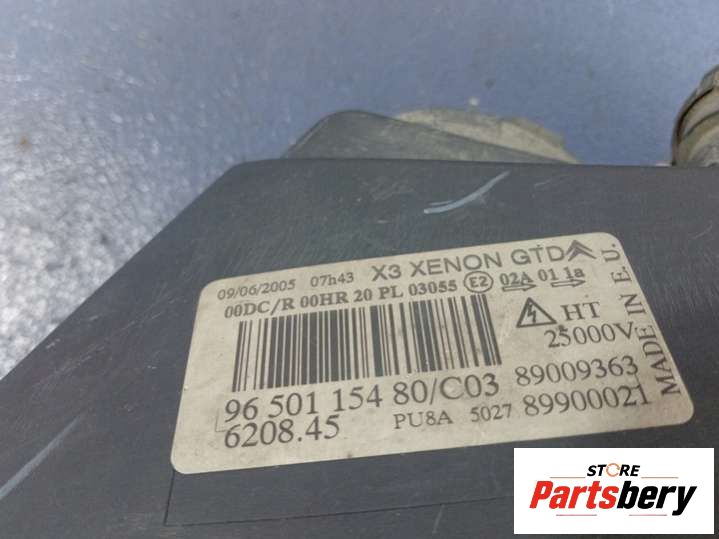 09/06/2005 07h43 X3 XENON GTD
00DC/R 00HR 20 PL 03055 E2 02A 01 1a
HT
25000V
96 501 154 80/C03 89009363
6208.45 PU8A 5027 89900021
MADE IN E.U.
STORE
Partsbery